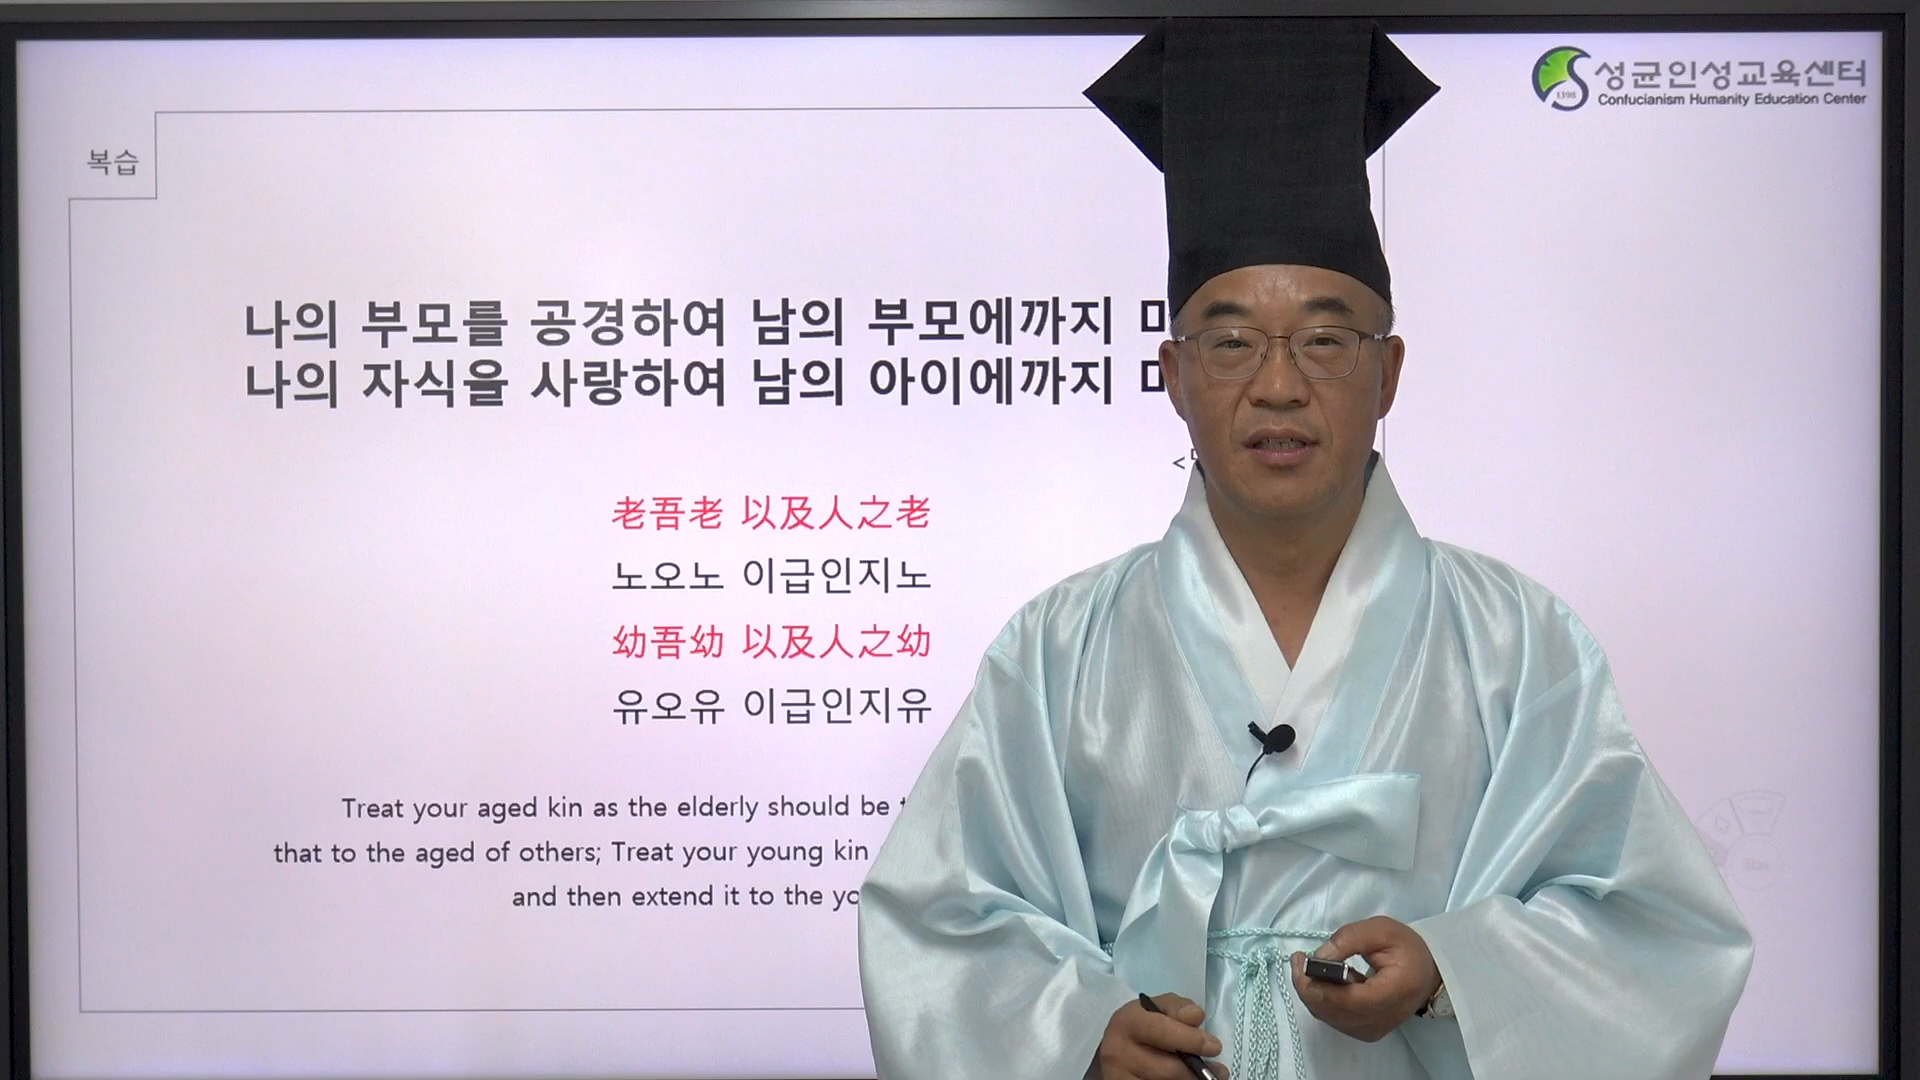 성균인성교육센터
1398
Confucianism Humanity Education Center
복습
나의 부모를 공경하여 남의 부모에까지
나의 자식을 사랑하여 남의 아이에까지
老吾老 以及人之老
노오노 이급인지노
幼吾幼 以及人之幼
유오유 이급인지유
Treat your aged kin as the elderly should be
that to the aged of others; Treat your young kin
and then extend it to the